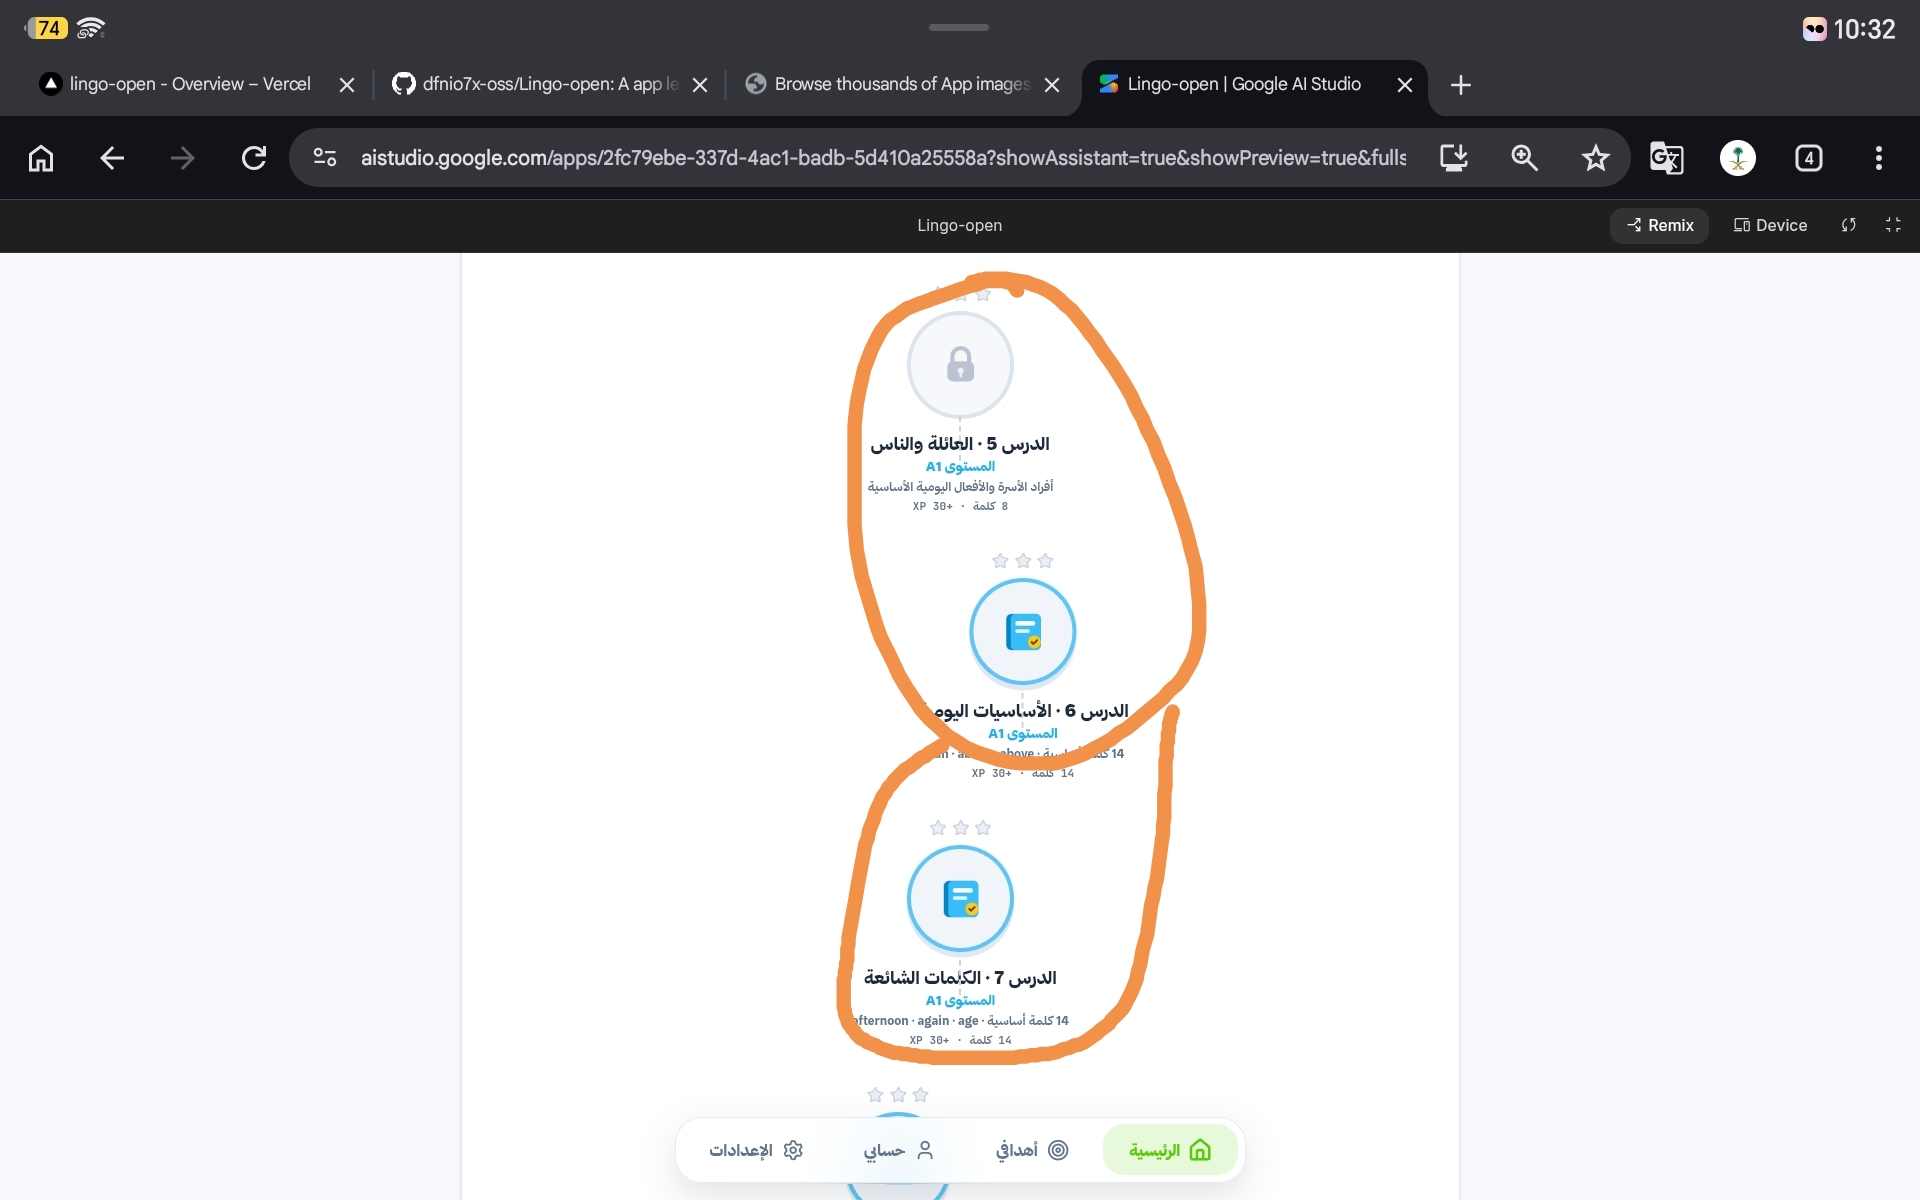 74
10:32
lingo-open - Overview – Vercel
dfnio7x-oss/Lingo-open: A app le
Browse thousands of App images
Lingo-open | Google AI Studio
aistudio.google.com/apps/2fc79ebe-337d-4ac1-badb-5d410a25558a?showAssistant=true&showPreview=true&fulls
4
Lingo-open
Remix
Device
الدرس 5 · العائلة والناس
المستوى A1
أفراد الأسرة والأفعال اليومية الأساسية
8 كلمة · +30 XP
الدرس 6 · الأساسيات اليوم
المستوى A1
14 above ·
14 كلمة · +30 XP
الدرس 7 · الكلمات الشائعة
المستوى A1
14 كلمة أساسية · afternoon · again · age
14 كلمة · +30 XP
الرئيسية
أهدافي
حسابي
الإعدادات